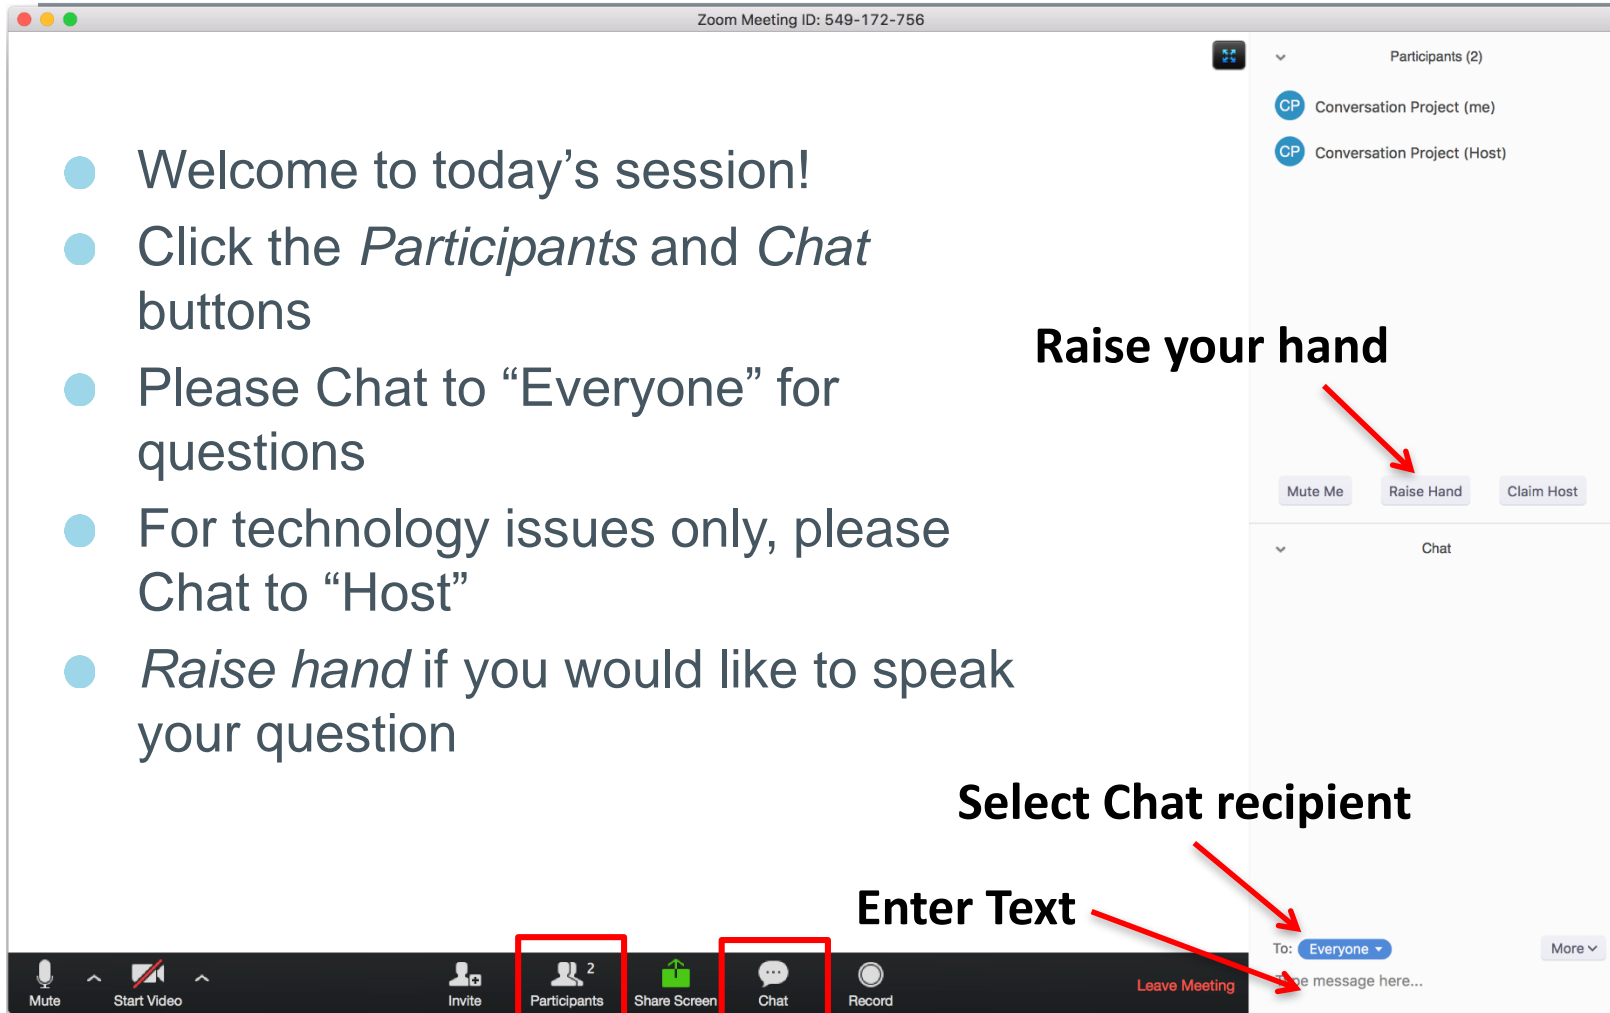 Zoom Meeting ID: 549-172-756
Participants (2)
CP Conversation Project (me)
CP Conversation Project (Host)
Welcome to today’s session!
Click the Participants and Chat
buttons
Please Chat to “Everyone” for
questions
For technology issues only, please
Chat to “Host”
Raise hand if you would like to speak
your question
Raise your hand
Mute Me Raise Hand Claim Host
Chat
Select Chat recipient
Enter Text
To: Everyone More
Type message here...
2
Mute Start Video Invite Participants Share Screen Chat Record Leave Meeting